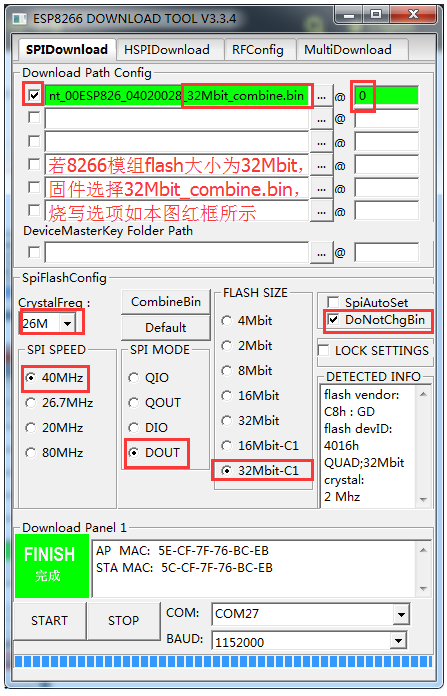 ESP8266 DOWNLOAD TOOL V3.3.4
SPIDownload HSPIDownload RFConfig MultiDownload
Download Path Config
nt_00ESP826_04020028_32Mbit_combine.bin ... @ 0
... @
... @
若8266模组flash大小为32Mbit， ... @
固件选择32Mbit_combine.bin， ... @
烧写选项如本图红框所示 ... @
DeviceMasterKey Folder Path
... @
SpiFlashConfig
CrystalFreq :
26M
CombineBin
Default
SPI SPEED
40MHz
26.7MHz
20MHz
80MHz
SPI MODE
QIO
QOUT
DIO
DOUT
FLASH SIZE
4Mbit
2Mbit
8Mbit
16Mbit
32Mbit
16Mbit-C1
32Mbit-C1
SpiAutoSet
DoNotChgBin
LOCK SETTINGS
DETECTED INFO
flash vendor:
C8h : GD
flash devID:
4016h
QUAD;32Mbit
crystal:
2 Mhz
Download Panel 1
FINISH
完成
AP MAC: 5E-CF-7F-76-BC-EB
STA MAC: 5C-CF-7F-76-BC-EB
START
STOP
COM: COM27
BAUD: 1152000